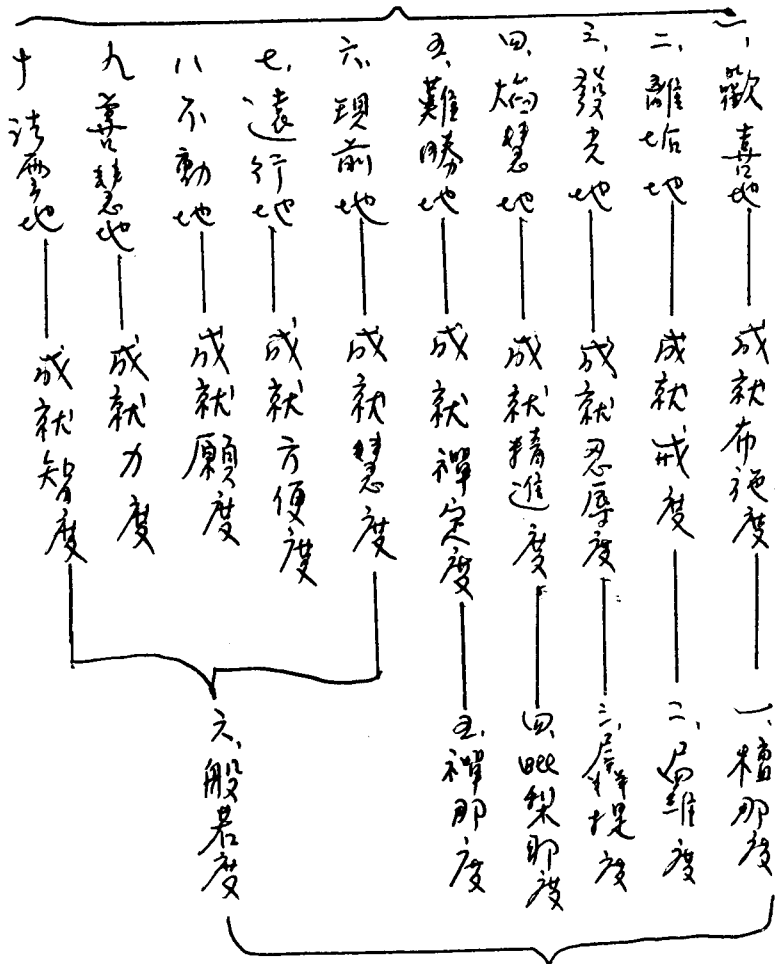 一、歡喜地——成就布施度——一、檀那度
二、離垢地——成就戒度——二、尸羅度
三、發光地——成就忍辱度——三、羼提度
四、焰慧地——成就精進度——四、毗梨耶度
五、難勝地——成就禪定度——五、禪那度
六、現前地——成就慧度
七、遠行地——成就方便度
八不動地——成就願度
九善慧地——成就力度
十法雲地——成就智度
六、般若度